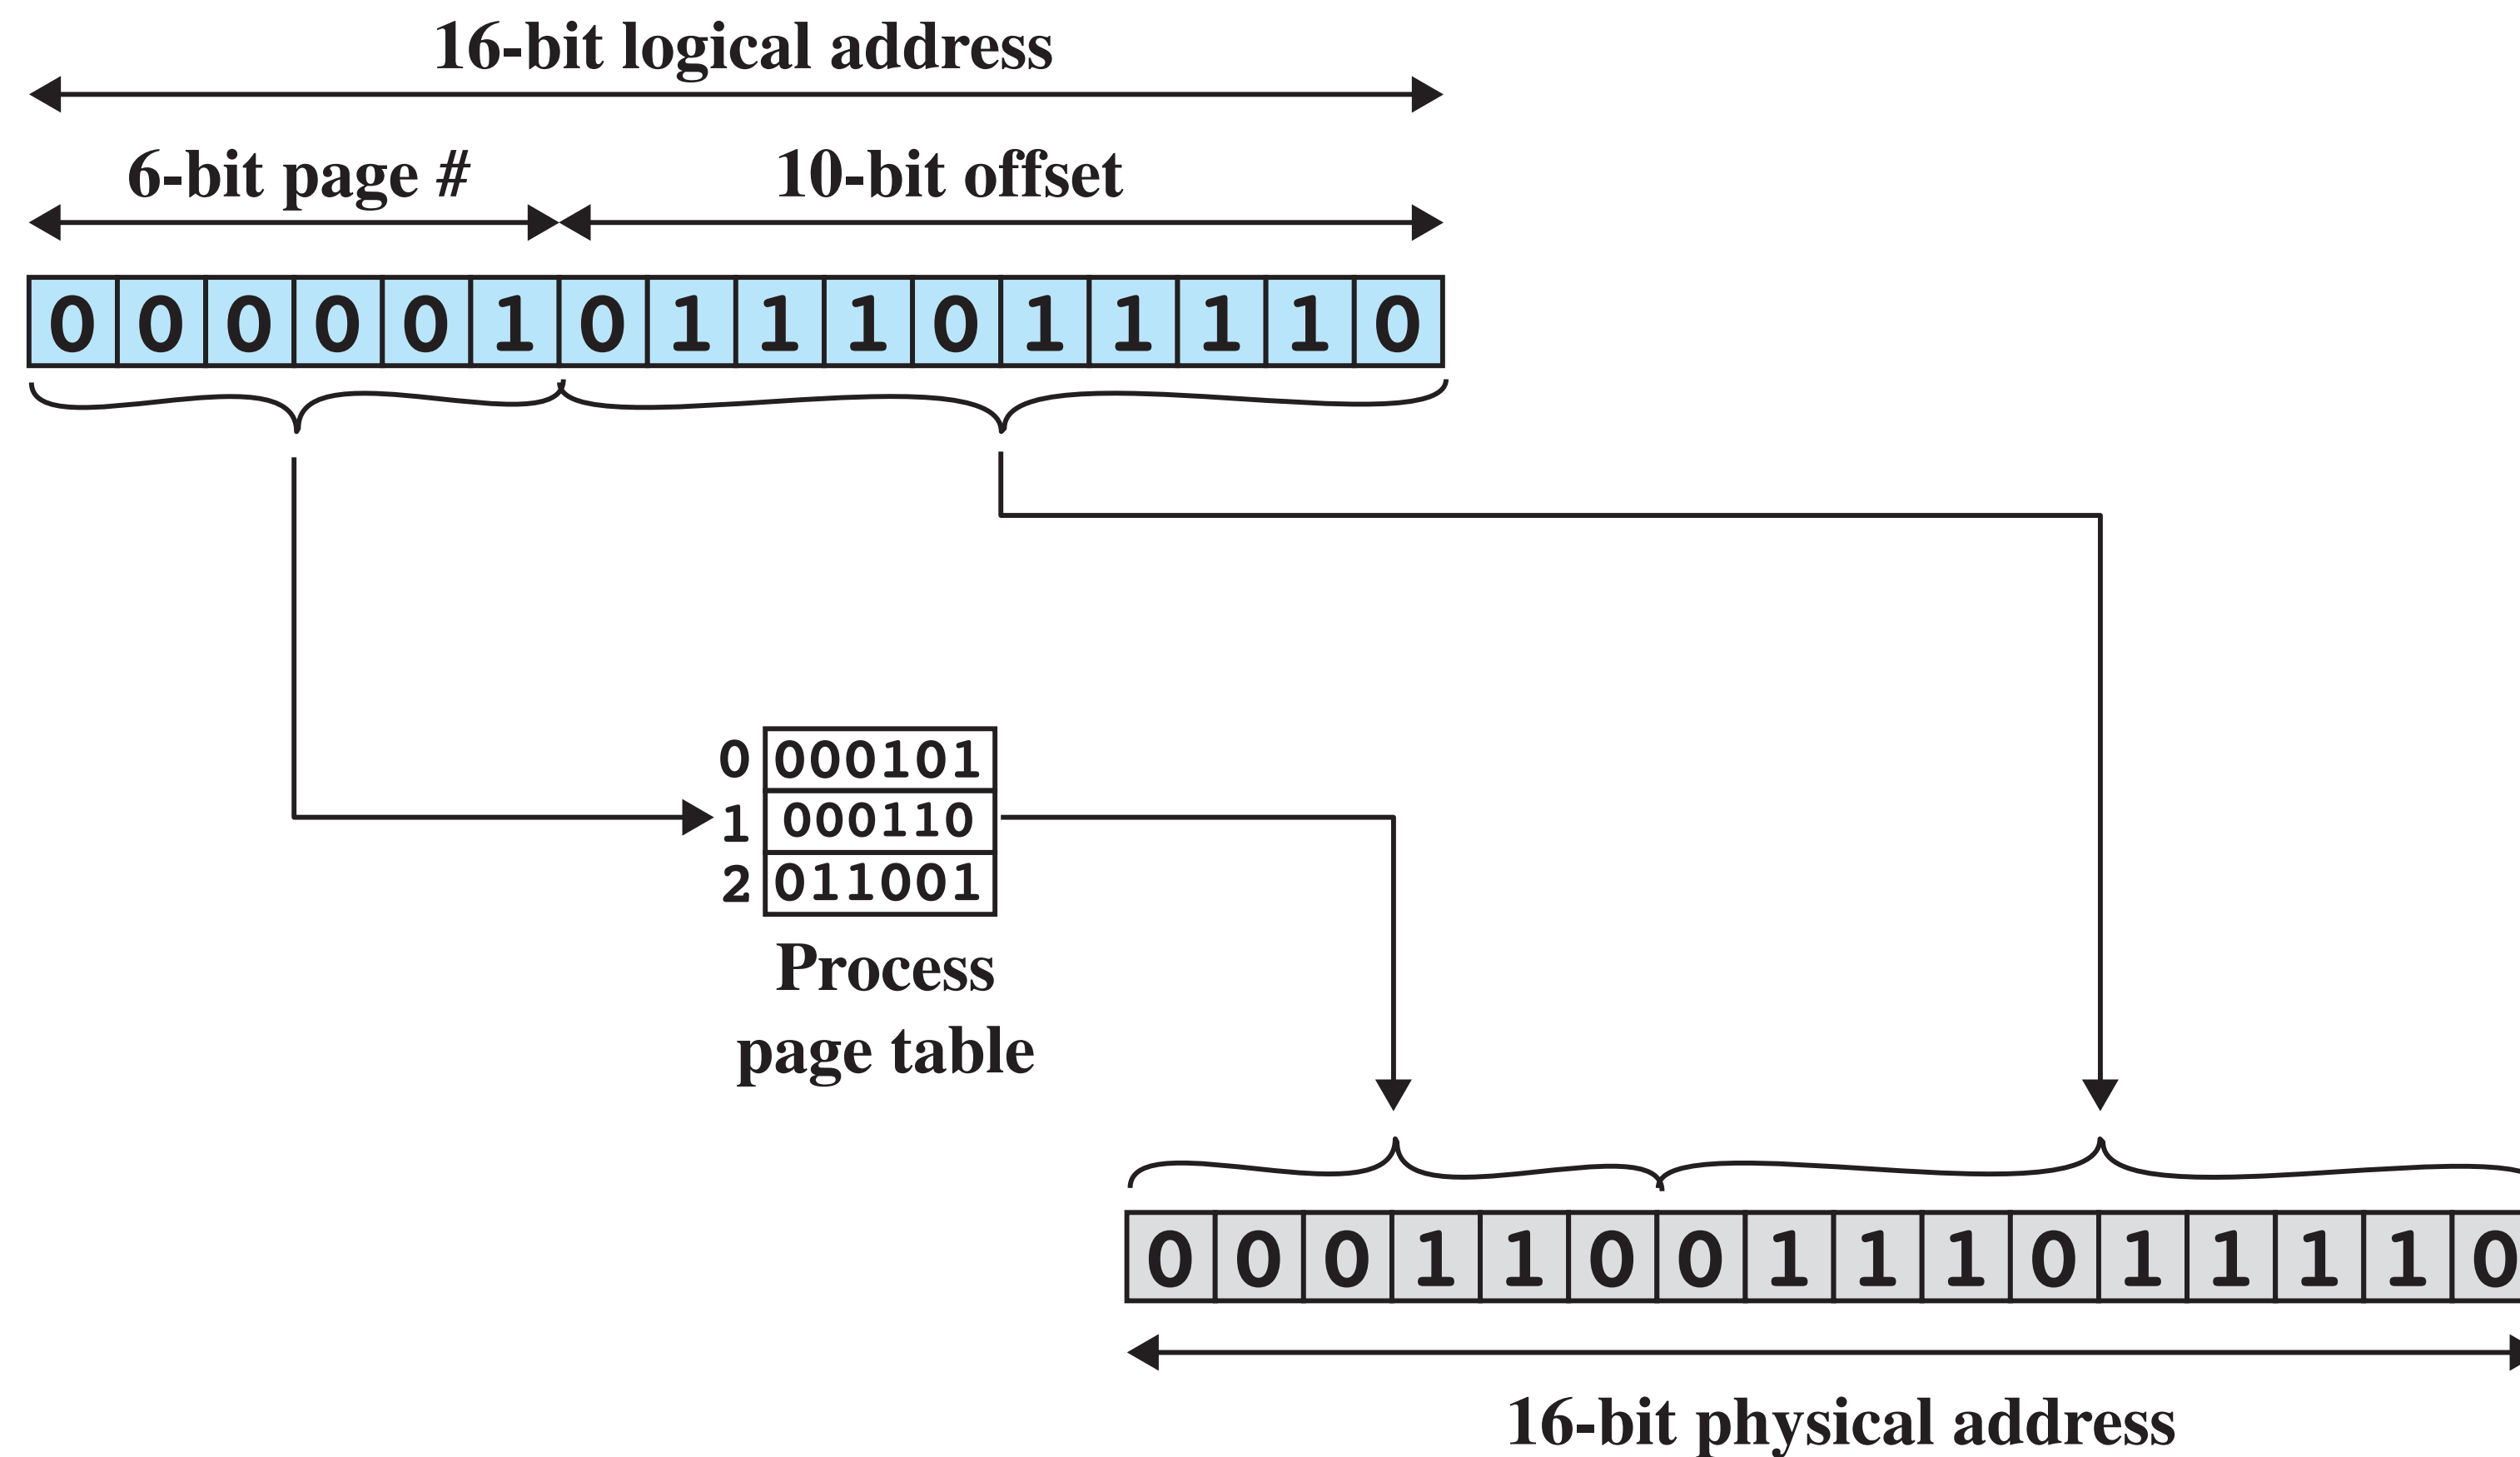 16-bit logical address
6-bit page # 10-bit offset
0 0 0 0 0 1 0 1 1 1 0 1 1 1 1 0
0 000101
1 000110
2 011001
Process
page table
0 0 0 1 1 0 0 1 1 1 0 1 1 1 1 0
16-bit physical address